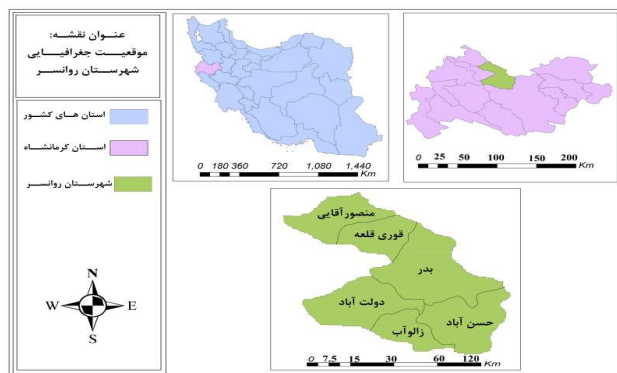 عنوان نقشه:
موقعیت جغرافیایی
شهرستان روانسر
استان های کشور
استان کرمانشاه
شهرستان روانسر
N
W E
S
0 180 360 720 1,080 1,440
Km
0 25 50 100 150 200
Km
منصورآقایی
قوری قلعه
بدر
دولت آباد
حسن آباد
زالوآب
0 7.5 15 30 60 120
Km